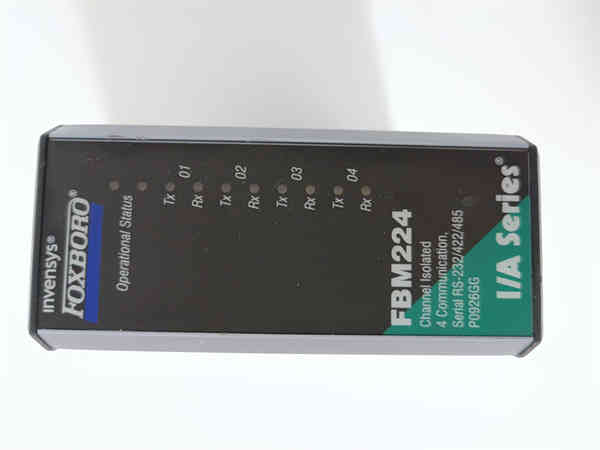 invensys®
FOXBORO®
Operational Status
Tx
01
Rx
Tx
02
Rx
Tx
03
Rx
Tx
04
Rx
FBM224
Channel Isolated
4 Communication,
Serial RS-232/422/485
P0926GG
I/A Series®